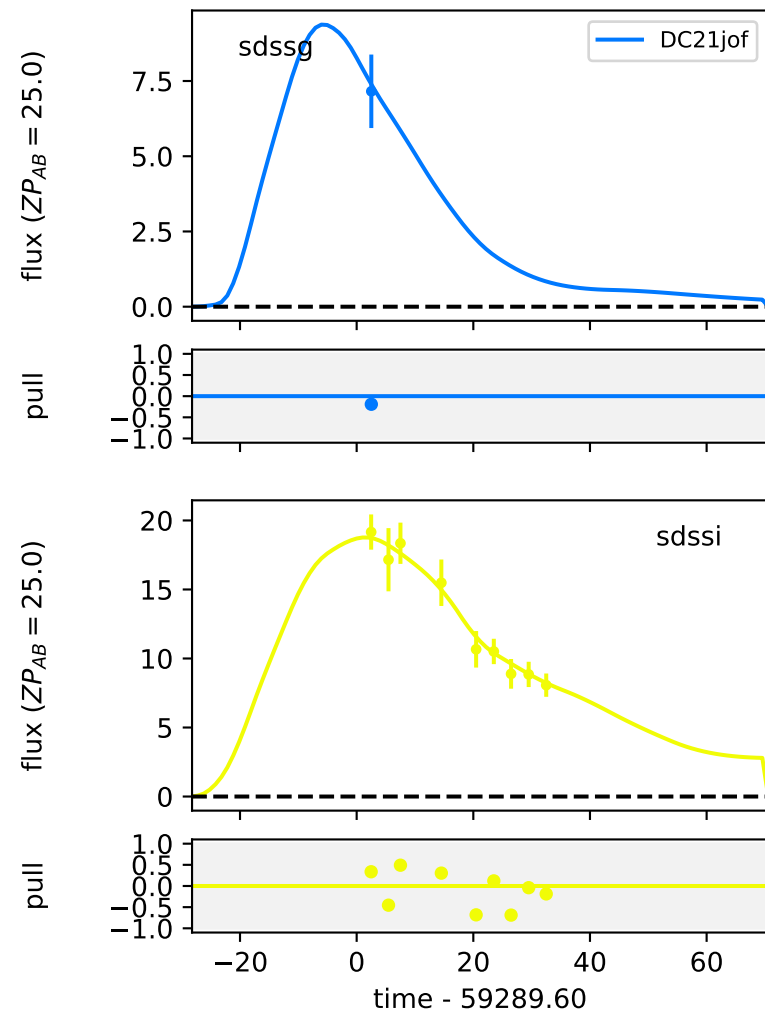 sdssg
DC21jof
flux (ZP_AB = 25.0)
7.5
5.0
2.5
0.0
pull
1.0
0.5
0.0
−0.5
−1.0
sdssi
flux (ZP_AB = 25.0)
20
15
10
5
0
pull
1.0
0.5
0.0
−0.5
−1.0
−20 0 20 40 60
time - 59289.60